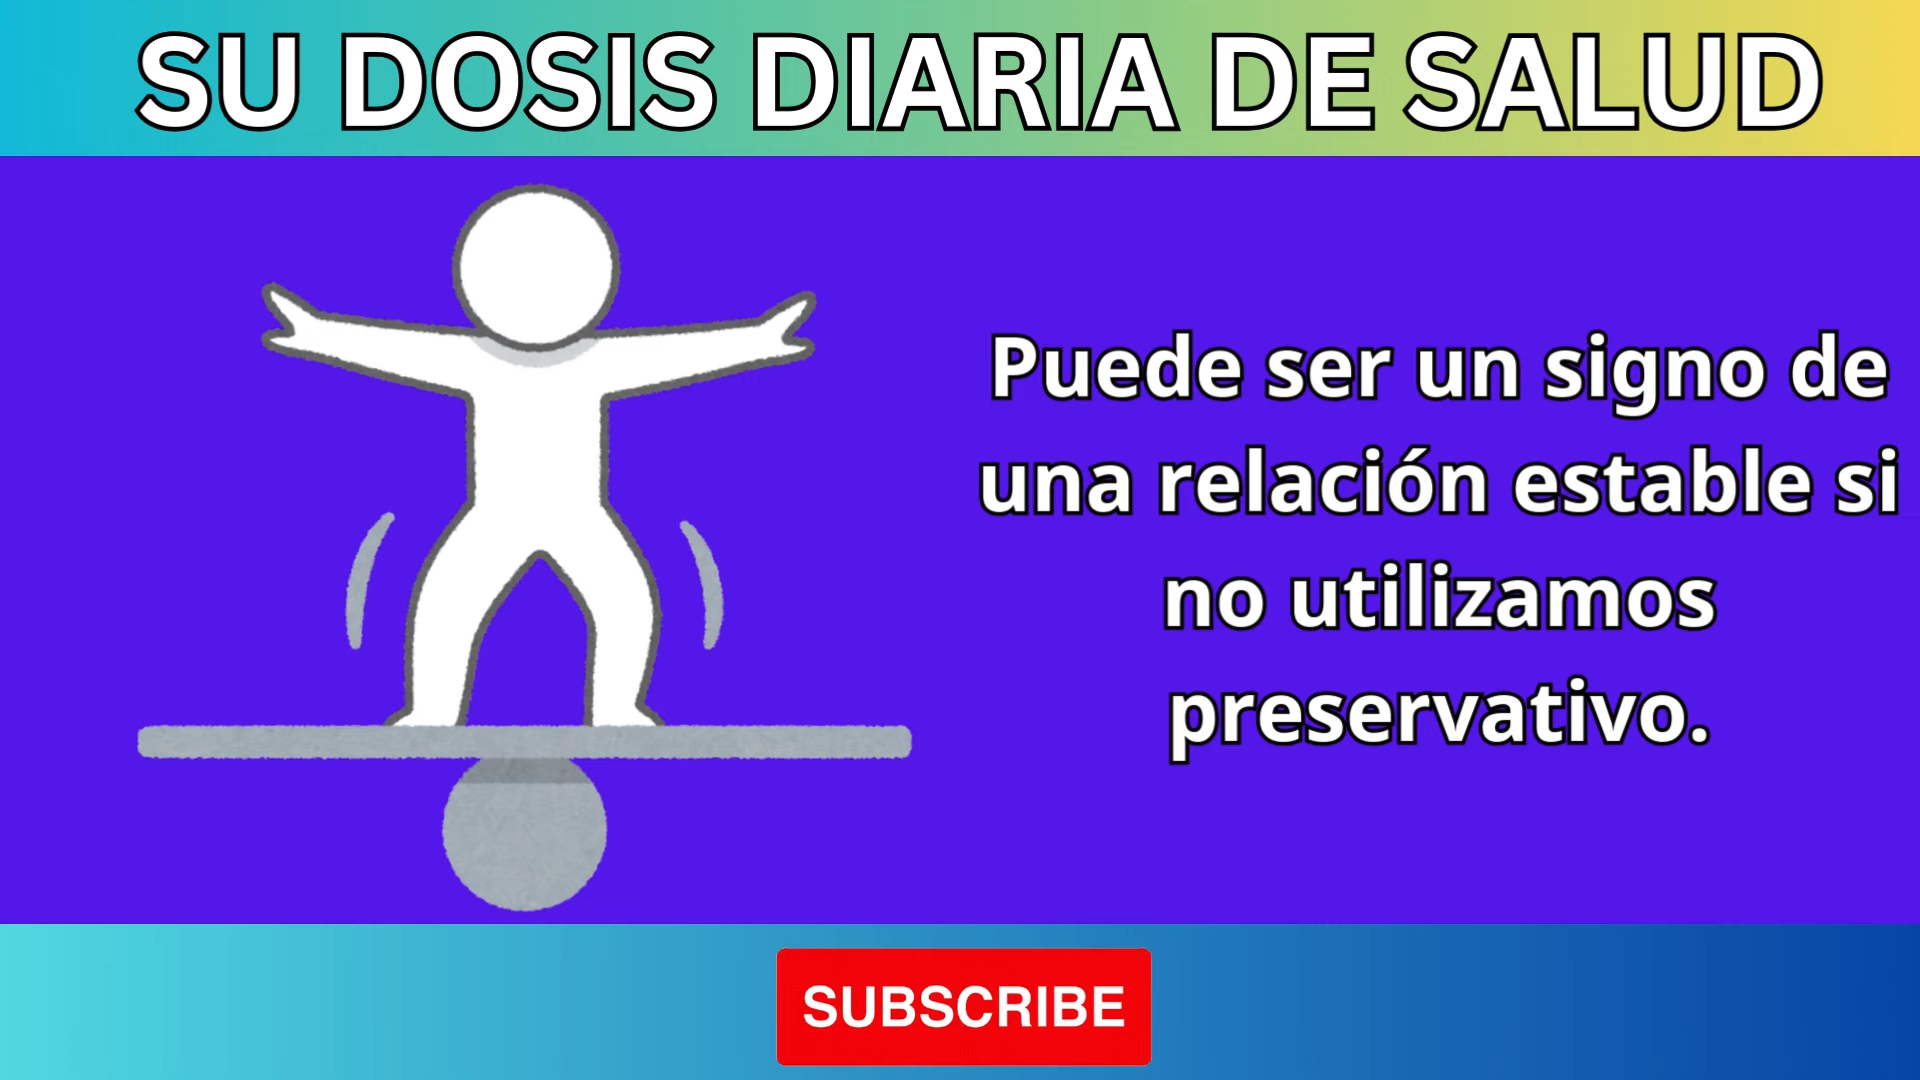 SU DOSIS DIARIA DE SALUD
Puede ser un signo de
una relación estable si
no utilizamos
preservativo.
SUBSCRIBE